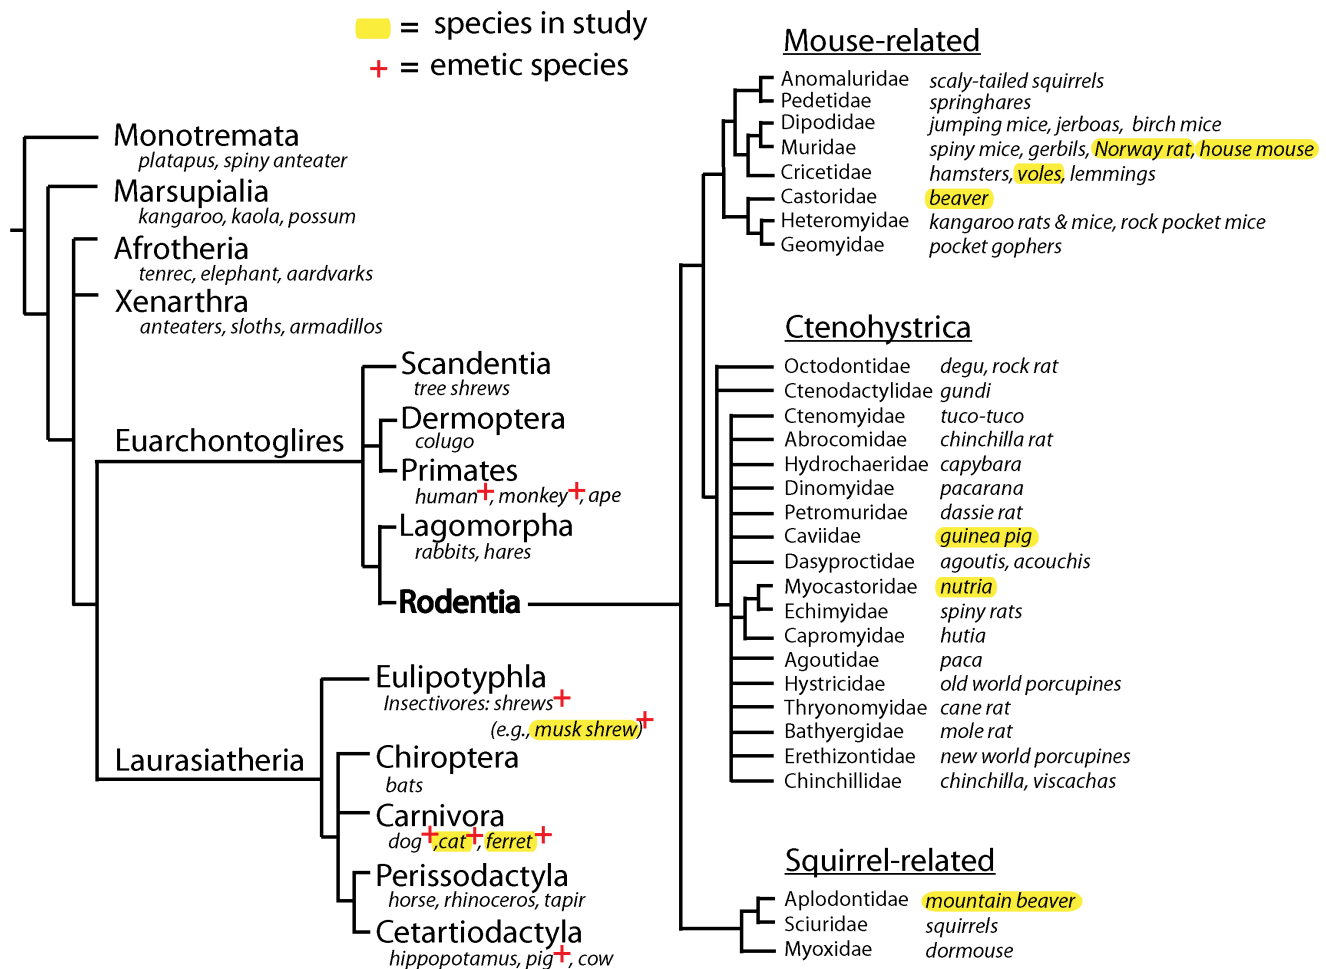 = species in study
+ = emetic species
Monotremata
platapus, spiny anteater
Marsupialia
kangaroo, kaola, possum
Afrotheria
tenrec, elephant, aardvarks
Xenarthra
anteaters, sloths, armadillos
Euarchontoglires
Scandentia
tree shrews
Dermoptera
colugo
Primates
human+, monkey+, ape
Lagomorpha
rabbits, hares
Rodentia
Laurasiatheria
Eulipotyphla
Insectivores: shrews+
(e.g., musk shrew)+
Chiroptera
bats
Carnivora
dog+, cat+, ferret+
Perissodactyla
horse, rhinoceros, tapir
Cetartiodactyla
hippopotamus, pig+, cow
Mouse-related
Anomaluridae scaly-tailed squirrels
Pedetidae springhares
Dipodidae jumping mice, jerboas, birch mice
Muridae spiny mice, gerbils, Norway rat, house mouse
Cricetidae hamsters, voles, lemmings
Castoridae beaver
Heteromyidae kangaroo rats & mice, rock pocket mice
Geomyidae pocket gophers
Ctenohystrica
Octodontidae degu, rock rat
Ctenodactylidae gundi
Ctenomyidae tuco-tuco
Abrocomidae chinchilla rat
Hydrochaeridae capybara
Dinomyidae pacarana
Petromuridae dassie rat
Caviidae guinea pig
Dasyproctidae agoutis, acouchis
Myocastoridae nutria
Echimyidae spiny rats
Capromyidae hutia
Agoutidae paca
Hystricidae old world porcupines
Thryonomyidae cane rat
Bathyergidae mole rat
Erethizontidae new world porcupines
Chinchillidae chinchilla, viscachas
Squirrel-related
Aplodontidae mountain beaver
Sciuridae squirrels
Myoxidae dormouse